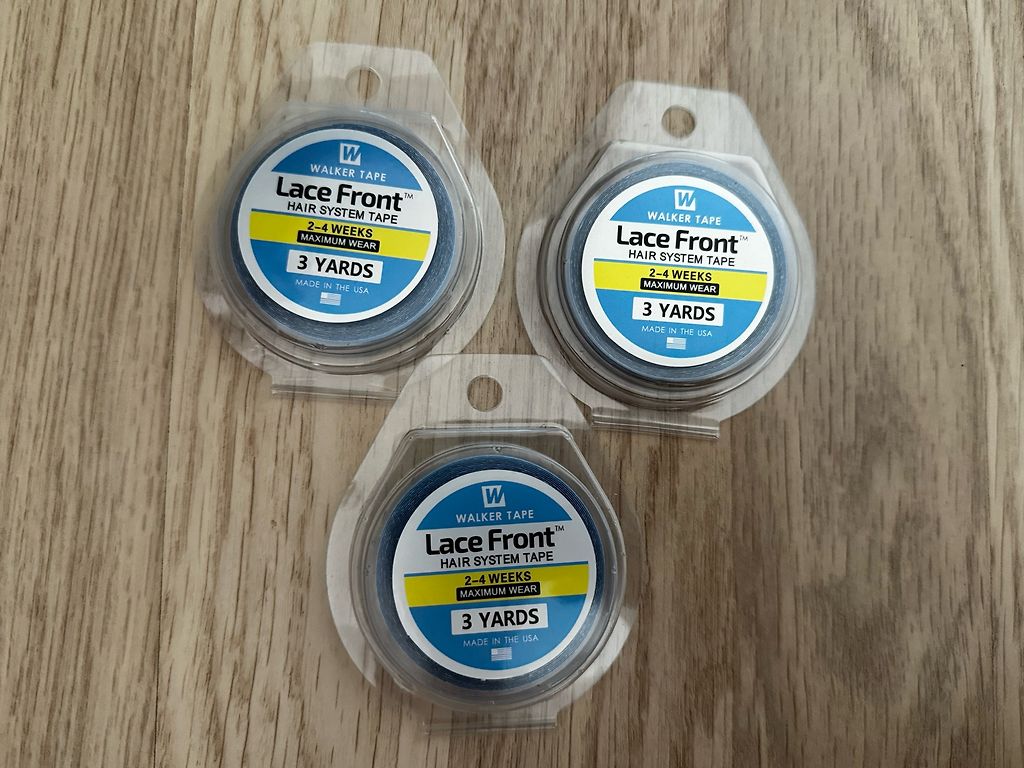 W
WALKER TAPE
Lace Front™
HAIR SYSTEM TAPE
2-4 WEEKS
MAXIMUM WEAR
3 YARDS
MADE IN THE USA
W
WALKER TAPE
Lace Front™
HAIR SYSTEM TAPE
2-4 WEEKS
MAXIMUM WEAR
3 YARDS
MADE IN THE USA
W
WALKER TAPE
Lace Front™
HAIR SYSTEM TAPE
2-4 WEEKS
MAXIMUM WEAR
3 YARDS
MADE IN THE USA